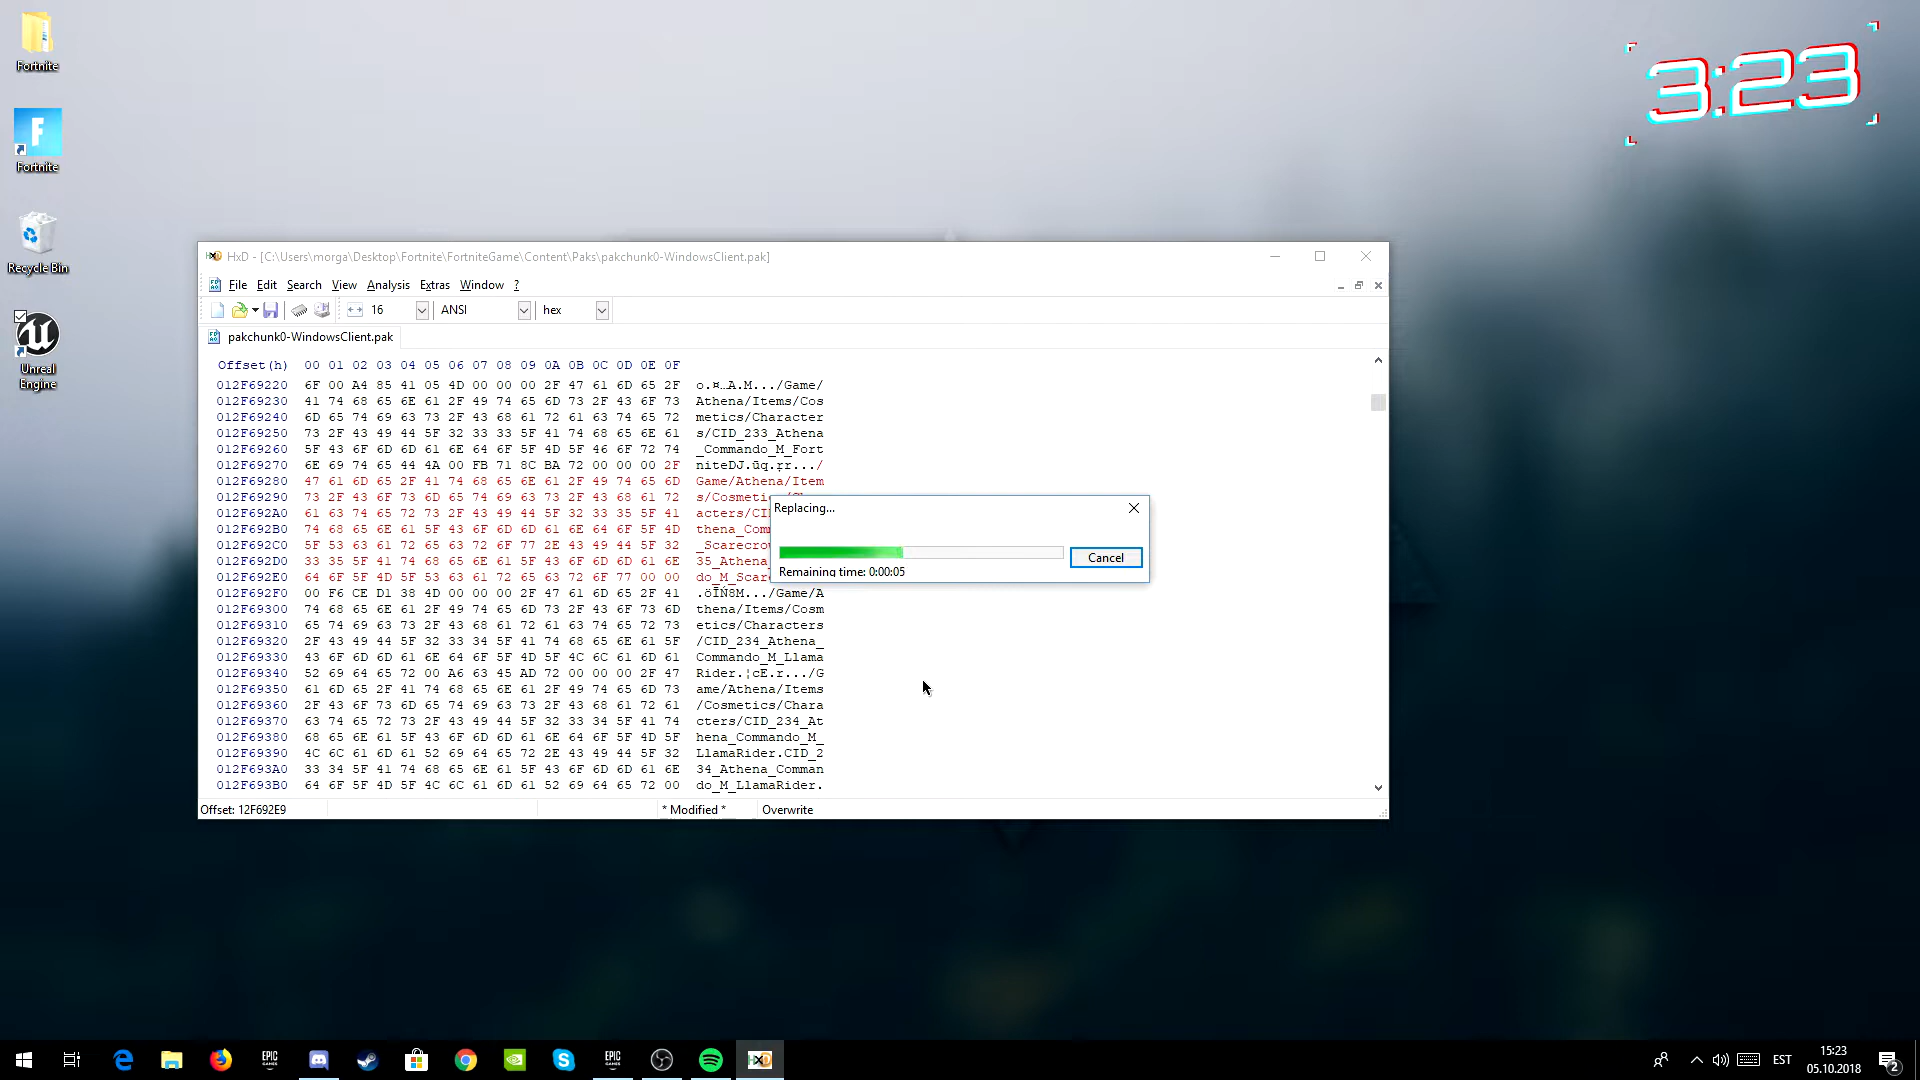 Fortnite
F
Fortnite
Recycle Bin
Unreal
Engine
3:23
HxD - [C:\Users\morga\Desktop\Fortnite\FortniteGame\Content\Paks\pakchunk0-WindowsClient.pak]
File Edit Search View Analysis Extras Window ?
16 ANSI hex
pakchunk0-WindowsClient.pak
Offset(h) 00 01 02 03 04 05 06 07 08 09 0A 0B 0C 0D 0E 0F
012F69220 6F 00 A4 85 41 05 4D 00 00 00 2F 47 61 6D 65 2F o.¤…A.M.../Game/
012F69230 41 74 68 65 6E 61 2F 49 74 65 6D 73 2F 43 6F 73 Athena/Items/Cos
012F69240 6D 65 74 69 63 73 2F 43 68 61 72 61 63 74 65 72 metics/Character
012F69250 73 2F 43 49 44 5F 32 33 33 5F 41 74 68 65 6E 61 s/CID_233_Athena
012F69260 5F 43 6F 6D 6D 61 6E 64 6F 5F 4D 5F 46 6F 72 74 _Commando_M_Fort
012F69270 6E 69 74 65 44 4A 00 FB 71 8C BA 72 00 00 00 2F niteDJ.ûq.ŗr.../
012F69280 47 61 6D 65 2F 41 74 68 65 6E 61 2F 49 74 65 6D Game/Athena/Item
012F69290 73 2F 43 6F 73 6D 65 74 69 63 73 2F 43 68 61 72 s/Cosmetics/Char
012F692A0 61 63 74 65 72 73 2F 43 49 44 5F 32 33 35 5F 41 acters/CI
012F692B0 74 68 65 6E 61 5F 43 6F 6D 6D 61 6E 64 6F 5F 4D thena_Com
012F692C0 5F 53 63 61 72 65 63 72 6F 77 2E 43 49 44 5F 32 _Scarecro
012F692D0 33 35 5F 41 74 68 65 6E 61 5F 43 6F 6D 6D 61 6E 35_Athena
012F692E0 64 6F 5F 4D 5F 53 63 61 72 65 63 72 6F 77 00 00 do_M_Scar
012F692F0 00 F6 CE D1 38 4D 00 00 00 2F 47 61 6D 65 2F 41 .öĪŃ8M.../Game/A
012F69300 74 68 65 6E 61 2F 49 74 65 6D 73 2F 43 6F 73 6D thena/Items/Cosm
012F69310 65 74 69 63 73 2F 43 68 61 72 61 63 74 65 72 73 etics/Characters
012F69320 2F 43 49 44 5F 32 33 34 5F 41 74 68 65 6E 61 5F /CID_234_Athena_
012F69330 43 6F 6D 6D 61 6E 64 6F 5F 4D 5F 4C 6C 61 6D 61 Commando_M_Llama
012F69340 52 69 64 65 72 00 A6 63 45 AD 72 00 00 00 2F 47 Rider.¦cE.r.../G
012F69350 61 6D 65 2F 41 74 68 65 6E 61 2F 49 74 65 6D 73 ame/Athena/Items
012F69360 2F 43 6F 73 6D 65 74 69 63 73 2F 43 68 61 72 61 /Cosmetics/Chara
012F69370 63 74 65 72 73 2F 43 49 44 5F 32 33 34 5F 41 74 cters/CID_234_At
012F69380 68 65 6E 61 5F 43 6F 6D 6D 61 6E 64 6F 5F 4D 5F hena_Commando_M_
012F69390 4C 6C 61 6D 61 52 69 64 65 72 2E 43 49 44 5F 32 LlamaRider.CID_2
012F693A0 33 34 5F 41 74 68 65 6E 61 5F 43 6F 6D 6D 61 6E 34_Athena_Comman
012F693B0 64 6F 5F 4D 5F 4C 6C 61 6D 61 52 69 64 65 72 00 do_M_LlamaRider.
Replacing...
Cancel
Remaining time: 0:00:05
Offset: 12F692E9 * Modified * Overwrite
EPIC
GAMES
EPIC
GAMES
HXD
EST
15:23
05.10.2018
2